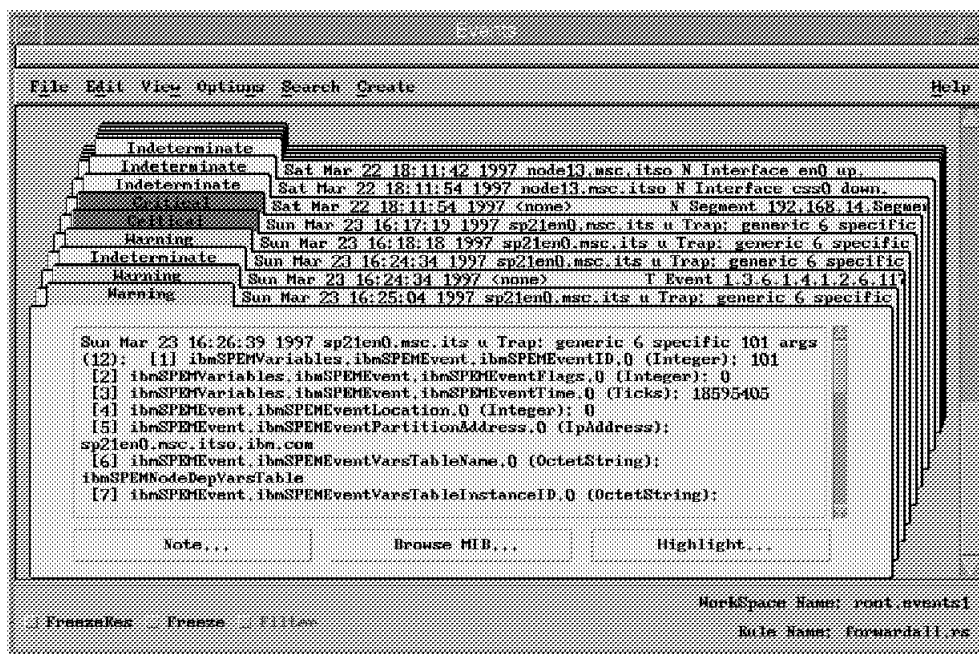 Events
File Edit View Options Search Create Help
Indeterminate
Indeterminate Sat Mar 22 18:11:42 1997 node13.msc.itso N Interface en0 up.
Indeterminate Sat Mar 22 18:11:54 1997 node13.msc.itso N Interface css0 down.
Critical Sat Mar 22 18:11:54 1997 <none> N Segment 192.168.14.Segmen
Critical Sun Mar 23 16:17:19 1997 sp21en0.msc.its u Trap: generic 6 specific
Warning Sun Mar 23 16:18:18 1997 sp21en0.msc.its u Trap: generic 6 specific
Indeterminate Sun Mar 23 16:24:34 1997 sp21en0.msc.its u Trap: generic 6 specific
Warning Sun Mar 23 16:24:34 1997 <none> T Event 1.3.6.1.4.1.2.6.11
Warning Sun Mar 23 16:25:04 1997 sp21en0.msc.its u Trap: generic 6 specific
Sun Mar 23 16:26:39 1997 sp21en0.msc.its u Trap: generic 6 specific 101 args
(12): [1] ibmSPEMVariables.ibmSPEMEvent.ibmSPEMEventID.0 (Integer): 101
[2] ibmSPEMVariables.ibmSPEMEvent.ibmSPEMEventFlags.0 (Integer): 0
[3] ibmSPEMVariables.ibmSPEMEvent.ibmSPEMEventTime.0 (Ticks): 18595405
[4] ibmSPEMEvent.ibmSPEMEventLocation.0 (Integer): 0
[5] ibmSPEMEvent.ibmSPEMEventPartitionAddress.0 (IpAddress):
sp21en0.msc.itso.ibm.com
[6] ibmSPEMEvent.ibmSPEMEventVarsTableName.0 (OctetString):
ibmSPEMNodeDepVarsTable
[7] ibmSPEMEvent.ibmSPEMEventVarsTableInstanceID.0 (OctetString):
Note... Browse MIB... Highlight...
WorkSpace Name: root.events1
FreezeRes Freeze Filter
Rule Name: forwardall.rs